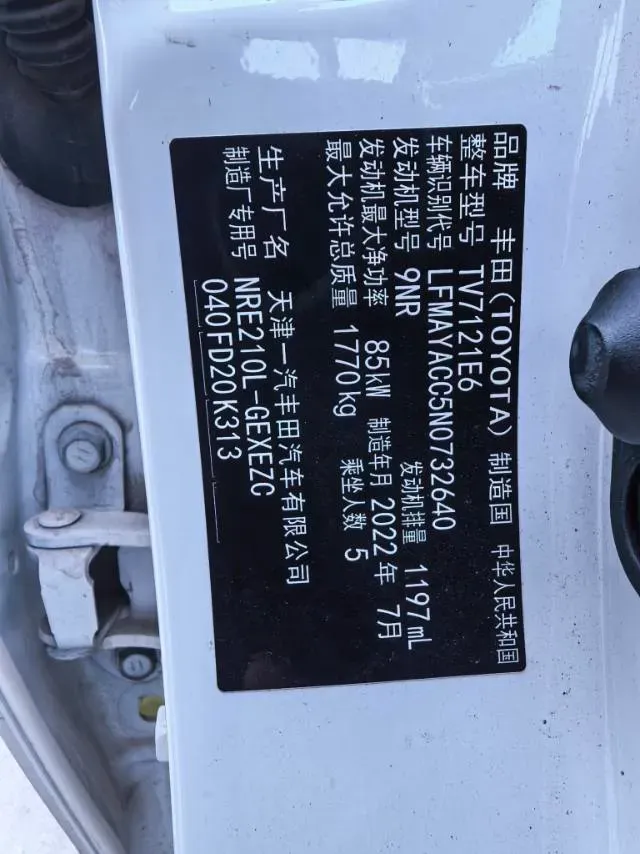 品牌 丰田(TOYOTA) 制造国 中华人民共和国
整车型号 TV7121E6
车辆识别代号 LFMAYACC5N0732640
发动机型号 9NR 发动机排量 1197mL
发动机最大净功率 85kW 制造年月 2022年 7月
最大允许总质量 1770kg 乘坐人数 5
生产厂名 天津一汽丰田汽车有限公司
制造厂专用号 NRE210L-GEXEZC
040FD20K313